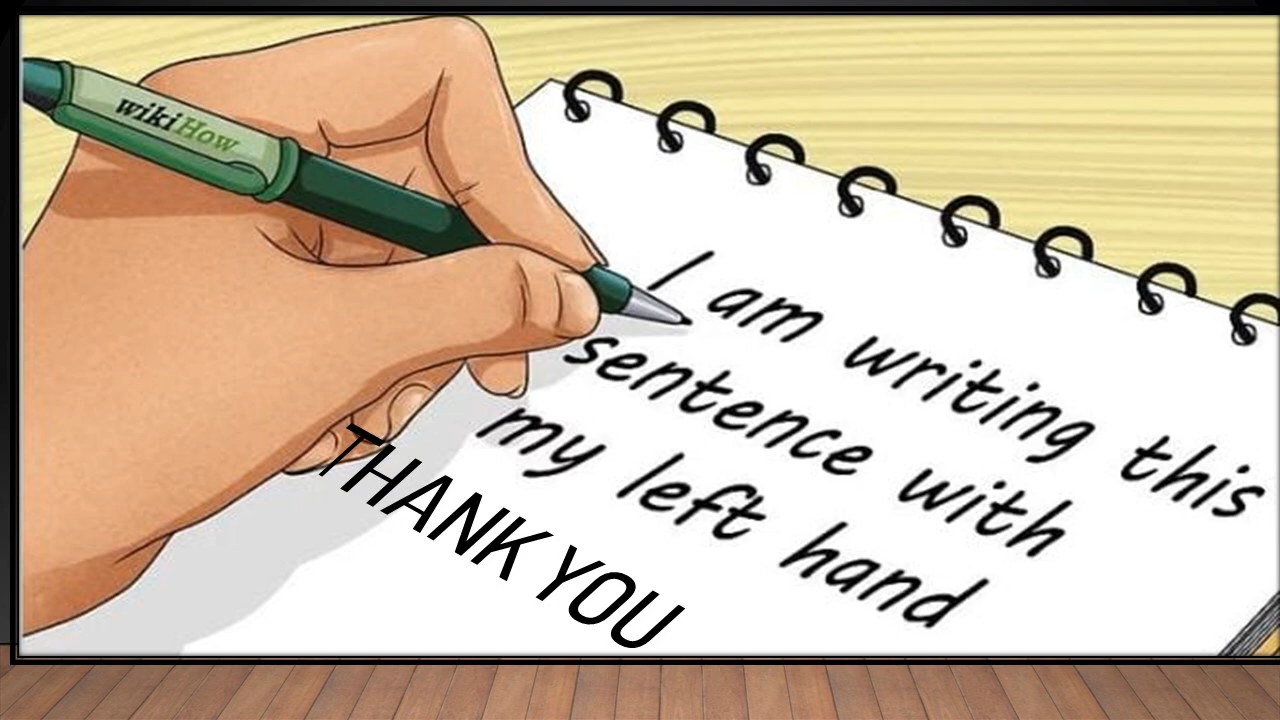 wikiHow
I am writing this
sentence with
my left hand
THANK YOU